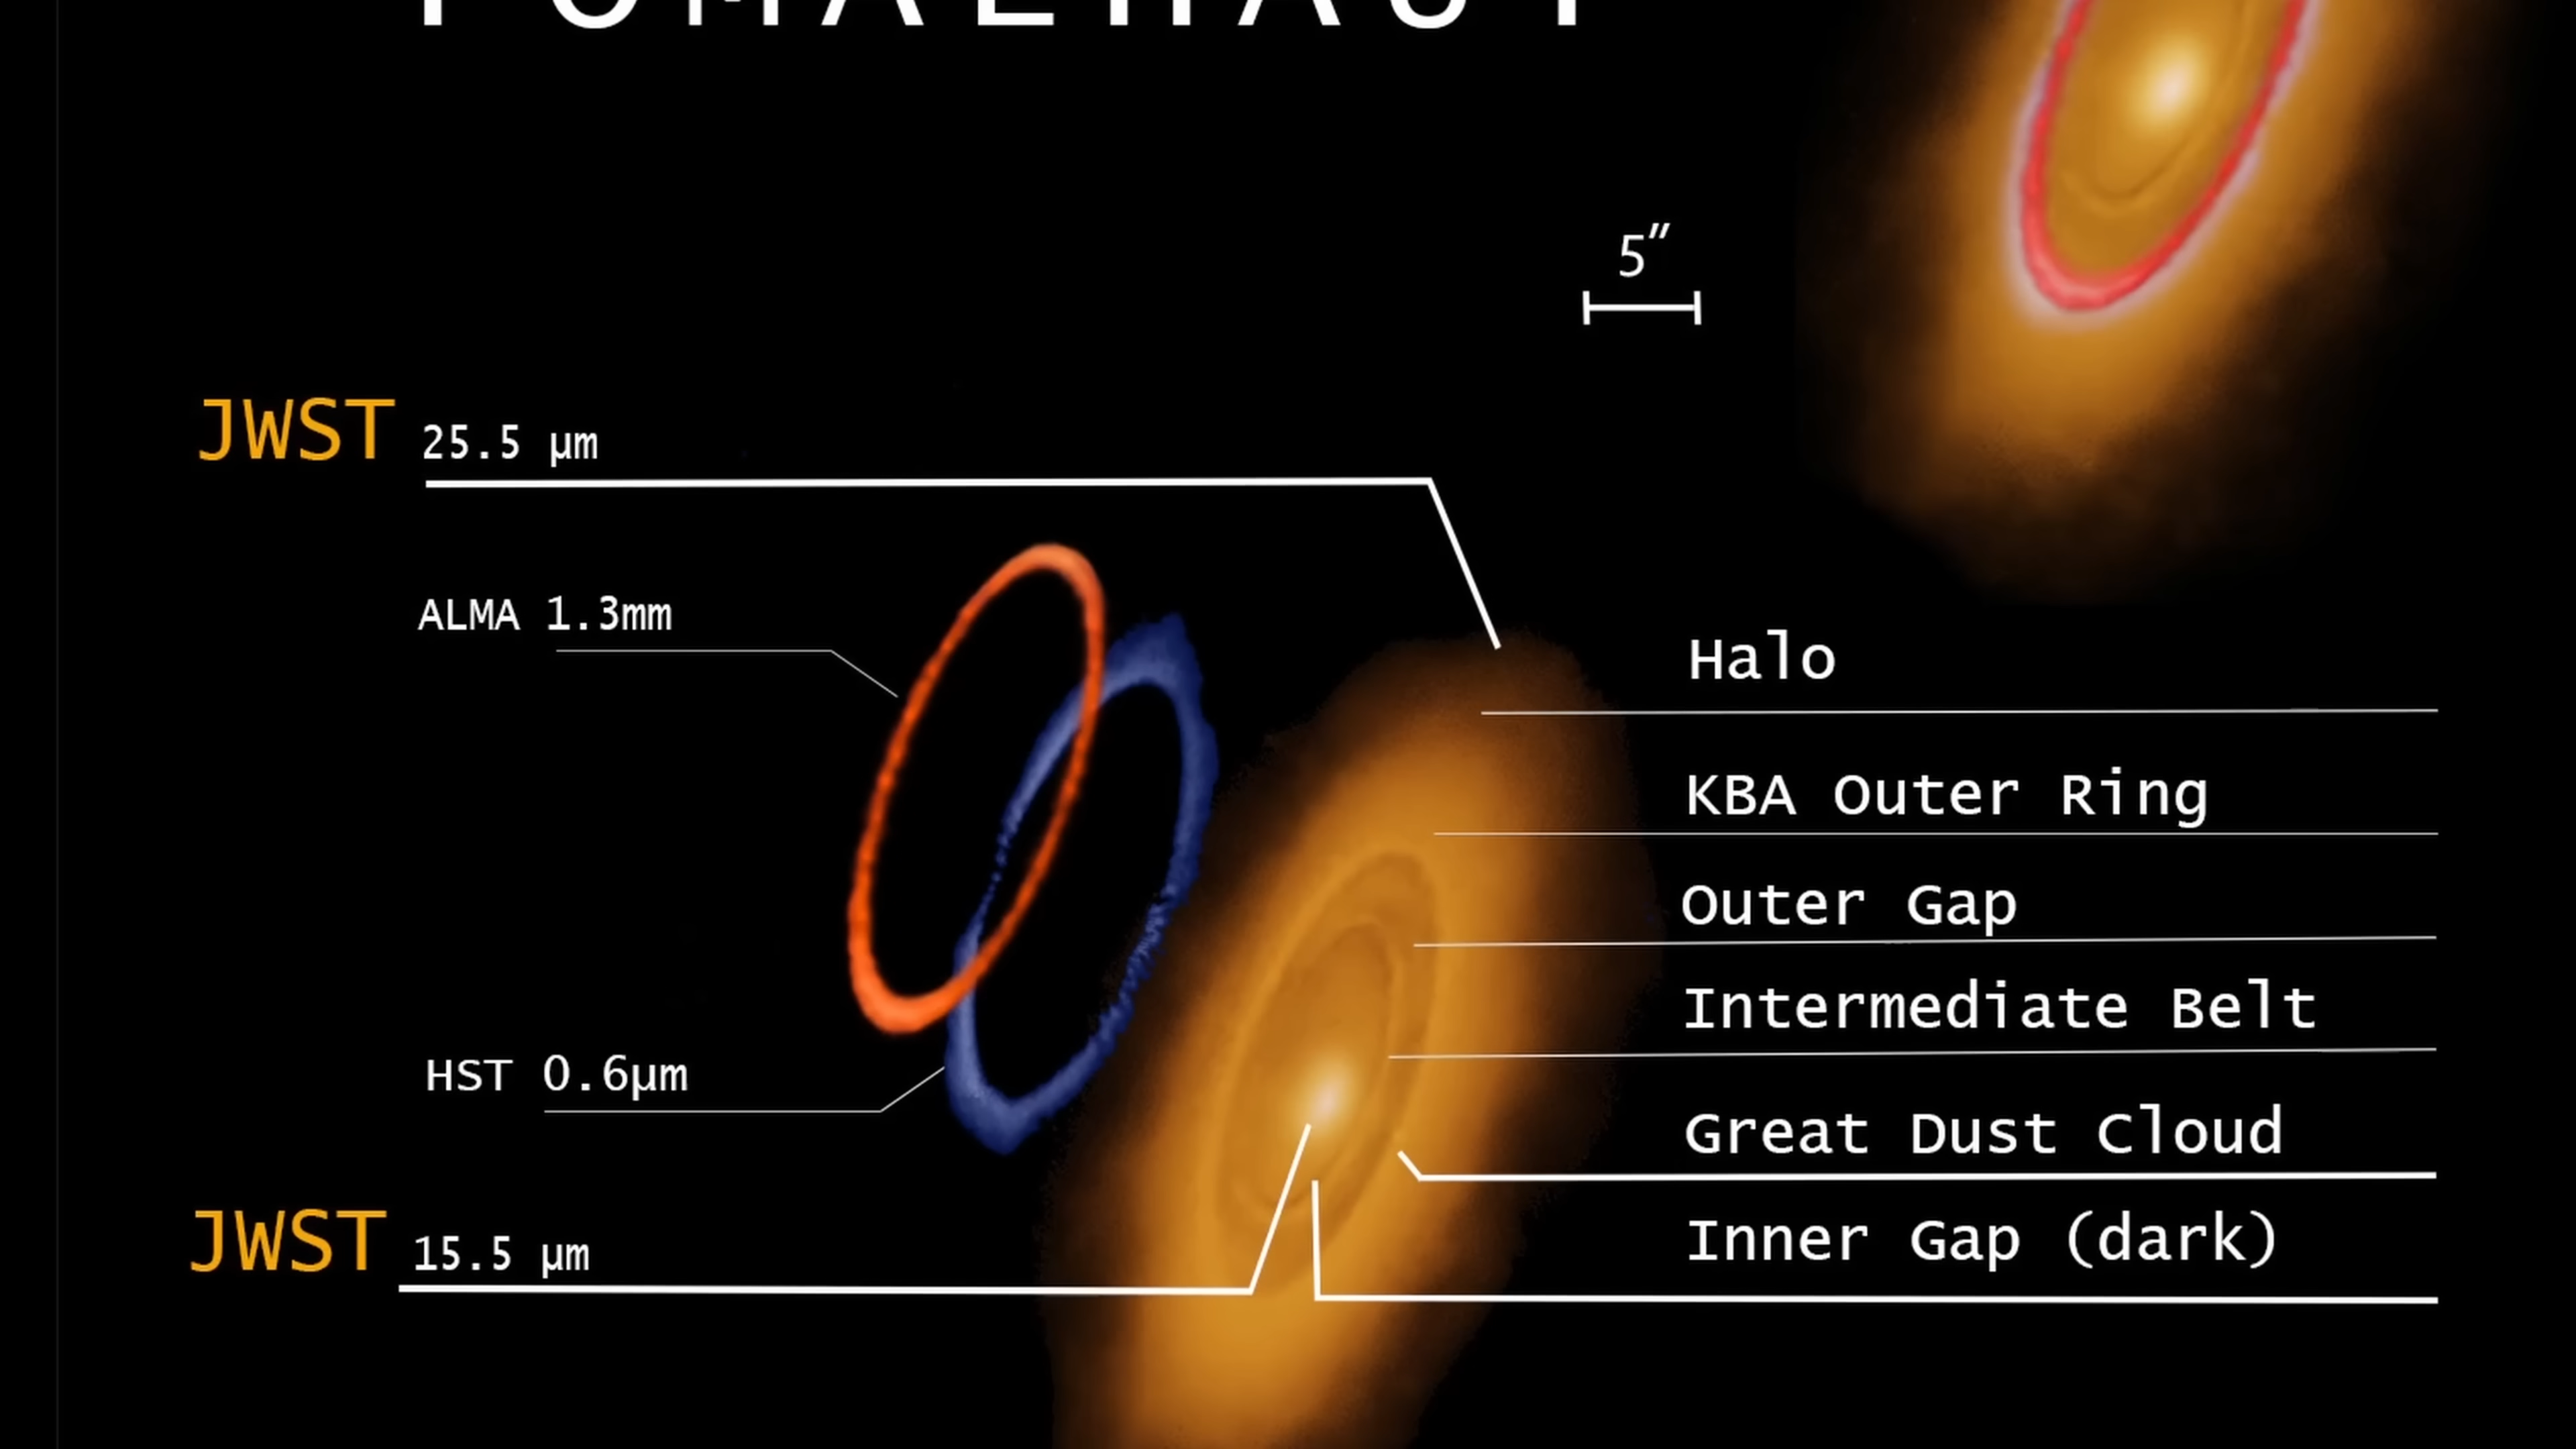 FOMALHAUT
5″
JWST 25.5 µm
ALMA 1.3mm
Halo
KBA Outer Ring
Outer Gap
Intermediate Belt
HST 0.6µm
Great Dust Cloud
JWST 15.5 µm
Inner Gap (dark)